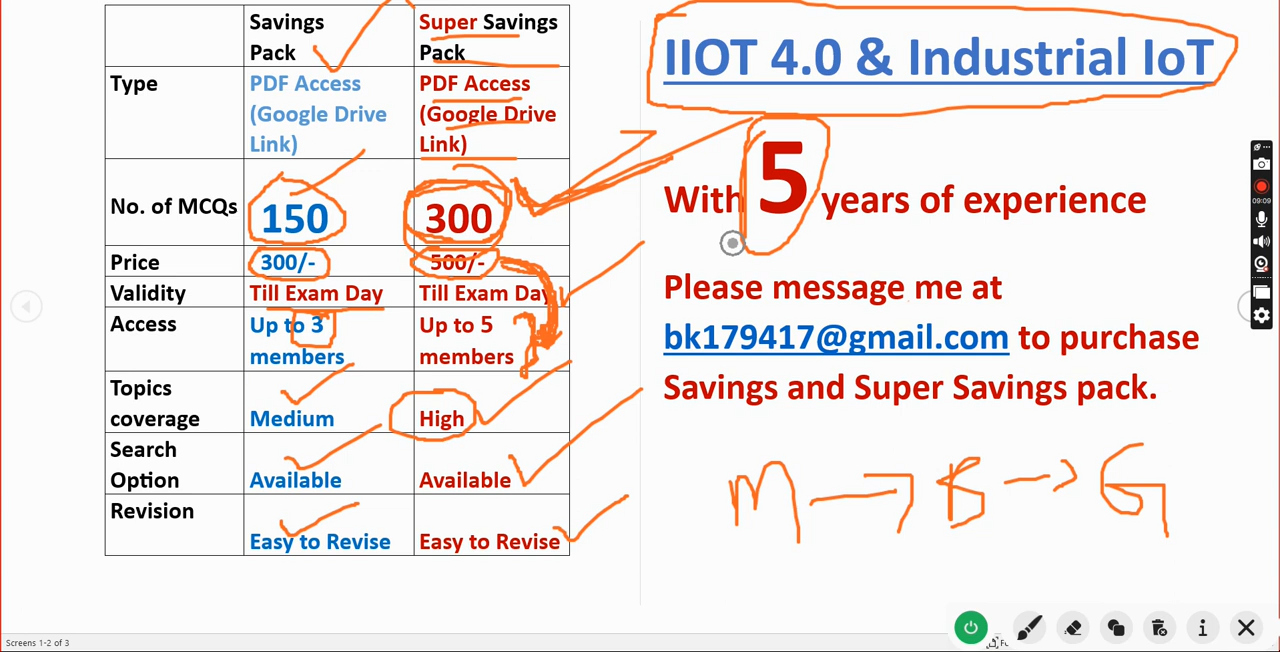 Savings
Pack
Super Savings
Pack
Type
PDF Access
(Google Drive
Link)
PDF Access
(Google Drive
Link)
No. of MCQs
150
300
Price
300/-
500/-
Validity
Till Exam Day
Till Exam Day
Access
Up to 3
members
Up to 5
members
Topics
coverage
Medium
High
Search
Option
Available
Available
Revision
Easy to Revise
Easy to Revise
IIOT 4.0 & Industrial IoT
With 5 years of experience
Please message me at
bk179417@gmail.com to purchase
Savings and Super Savings pack.
M → B → G
09:09
Screens 1-2 of 3